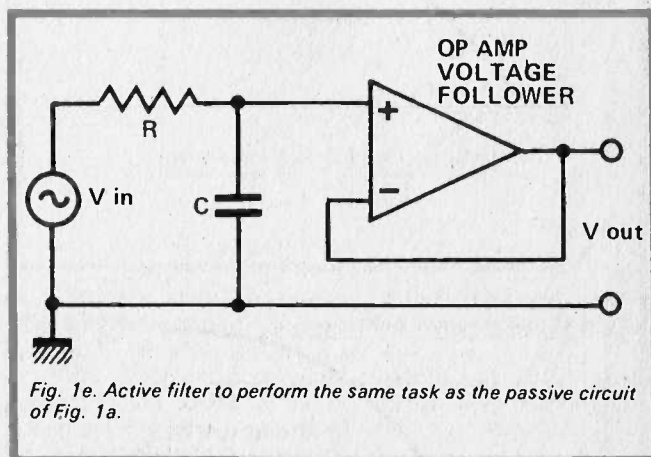 OP AMP
VOLTAGE
FOLLOWER
R
+
V in
C
−
V out
Fig. 1e. Active filter to perform the same task as the passive circuit
of Fig. 1a.